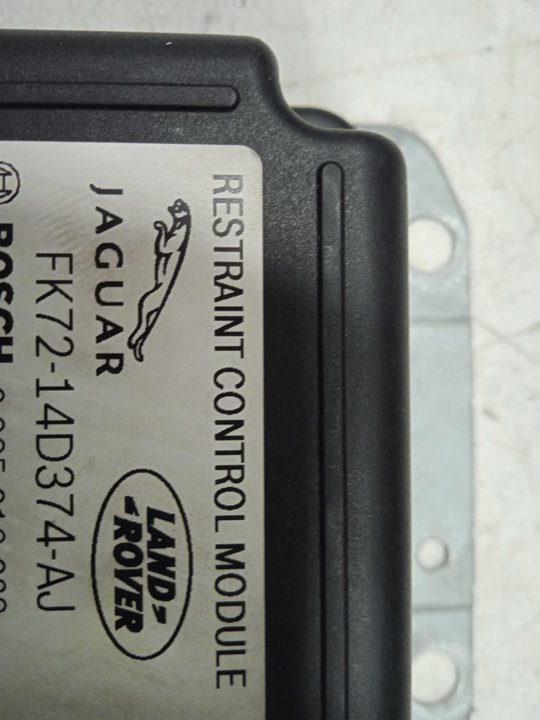 RESTRAINT CONTROL MODULE
JAGUAR
LAND ROVER
FK72-14D374-AJ
BOSCH